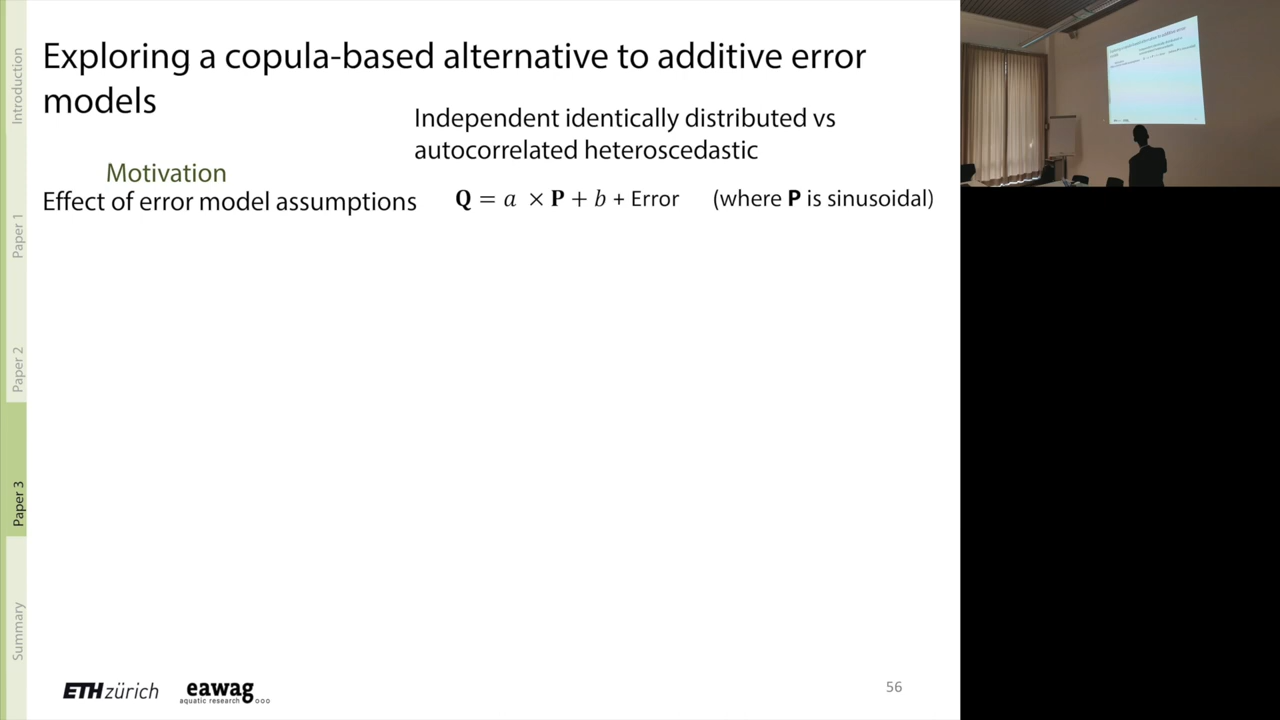 Exploring a copula-based alternative to additive error
models
Independent identically distributed vs
autocorrelated heteroscedastic
Motivation
Effect of error model assumptions
Q = a × P + b + Error (where P is sinusoidal)
Introduction
Paper 1
Paper 2
Paper 3
Summary
ETH zürich
eawag
aquatic research
56